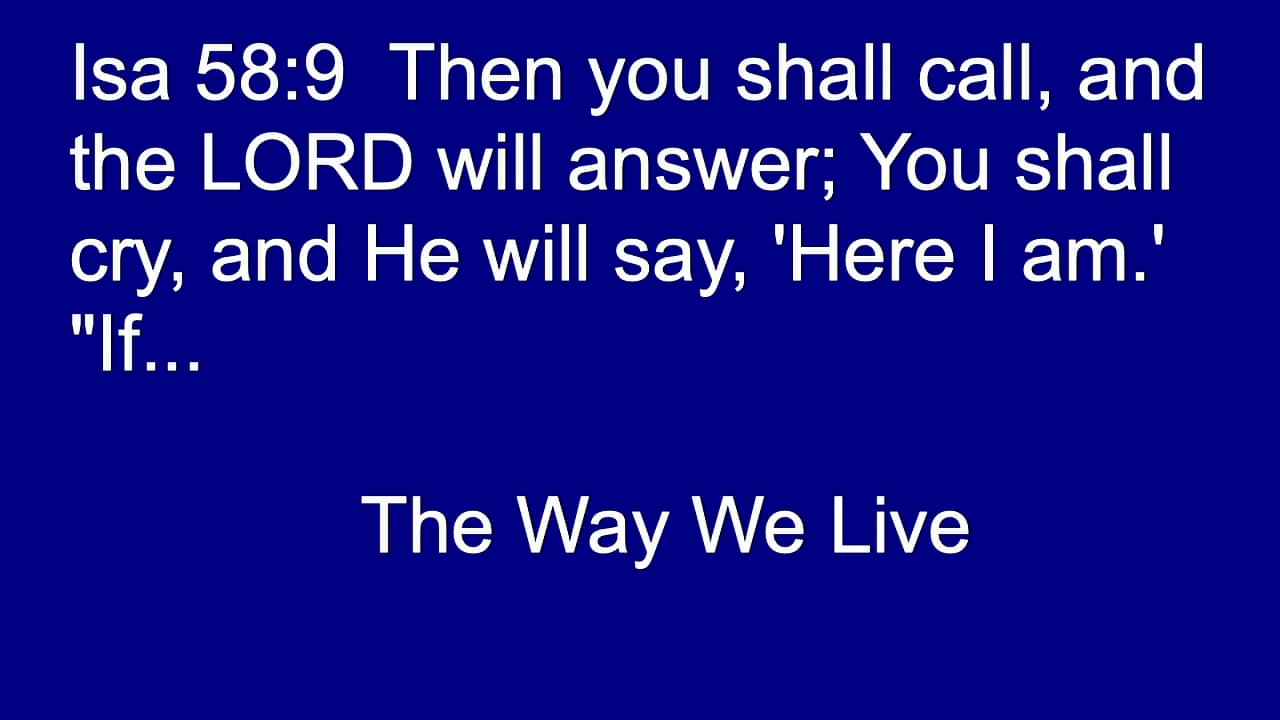 Isa 58:9  Then you shall call, and
the LORD will answer; You shall
cry, and He will say, 'Here I am.'
"If...
The Way We Live